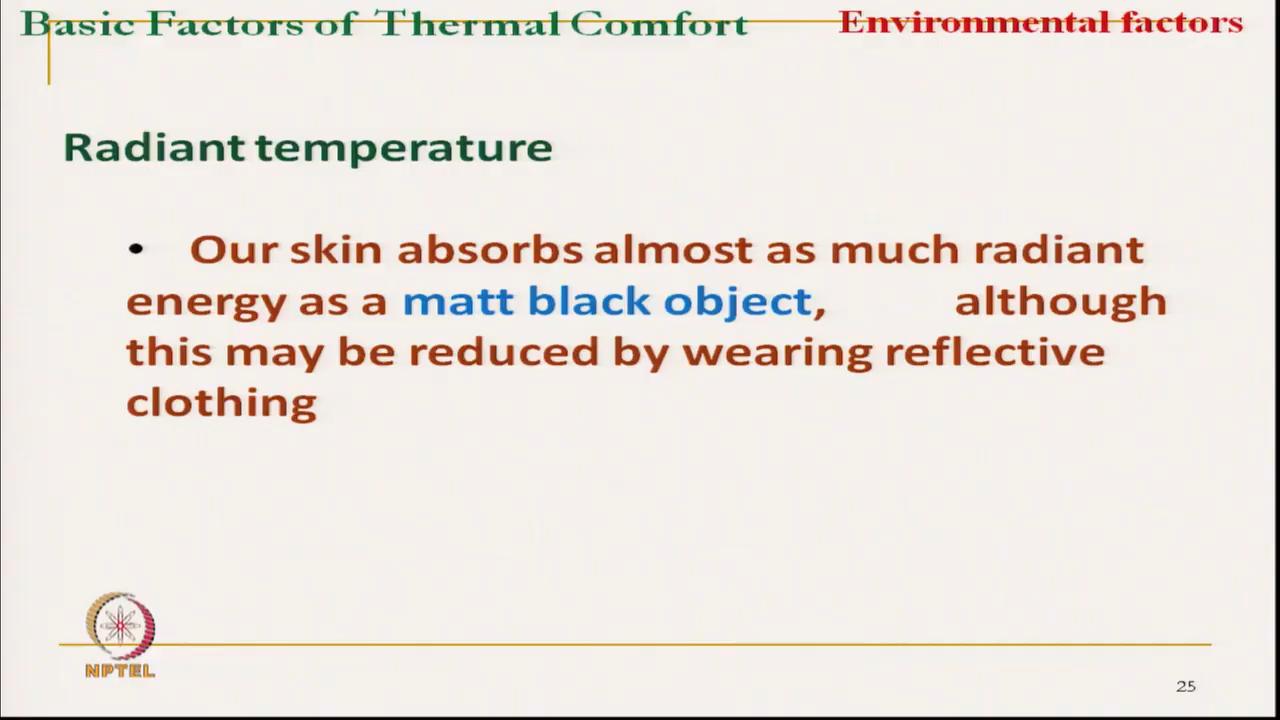 Basic Factors of Thermal Comfort
Environmental factors
Radiant temperature
• Our skin absorbs almost as much radiant
energy as a matt black object, although
this may be reduced by wearing reflective
clothing
NPTEL
25